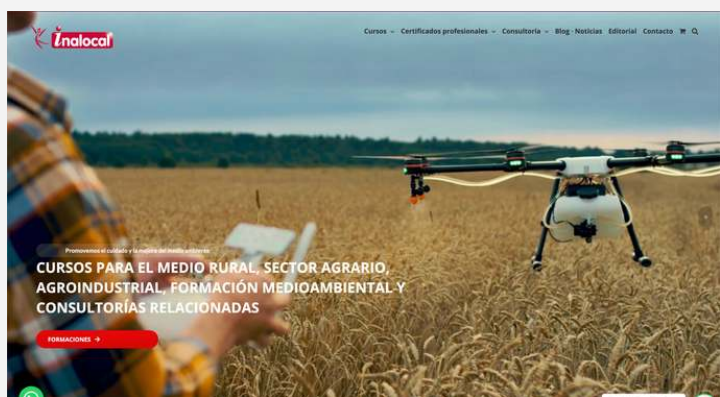 inalocal
Cursos Certificados profesionales Consultoría Blog - Noticias Editorial Contacto
Promovemos el cuidado y la mejora del medio ambiente
CURSOS PARA EL MEDIO RURAL, SECTOR AGRARIO,
AGROINDUSTRIAL, FORMACIÓN MEDIOAMBIENTAL Y
CONSULTORÍAS RELACIONADAS
FORMACIONES →